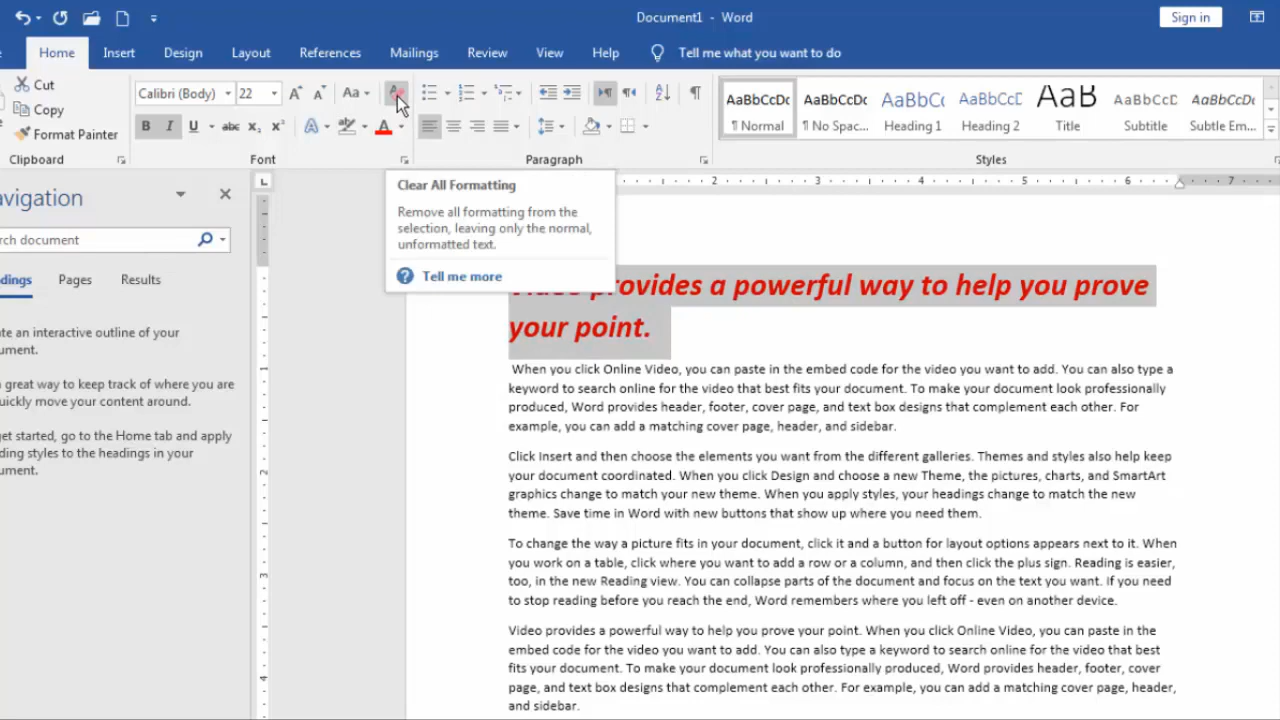 Document1 - Word
Sign in
Home Insert Design Layout References Mailings Review View Help Tell me what you want to do
Cut
Copy
Format Painter
Clipboard
Calibri (Body) 22
Font
Paragraph
AaBbCcDc AaBbCcDc AaBbCc AaBbCcD AaB AaBbCcD AaBbCcDc
¶ Normal ¶ No Spac... Heading 1 Heading 2 Title Subtitle Subtle Em...
Styles
avigation
rch document
dings Pages Results
ate an interactive outline of your
ument.
great way to keep track of where you are
uickly move your content around.
get started, go to the Home tab and apply
ding styles to the headings in your
ument.
Clear All Formatting
Remove all formatting from the
selection, leaving only the normal,
unformatted text.
Tell me more
2 3 4 5 6 7
1
2
3
4
Video provides a powerful way to help you prove
your point.
When you click Online Video, you can paste in the embed code for the video you want to add. You can also type a
keyword to search online for the video that best fits your document. To make your document look professionally
produced, Word provides header, footer, cover page, and text box designs that complement each other. For
example, you can add a matching cover page, header, and sidebar.
Click Insert and then choose the elements you want from the different galleries. Themes and styles also help keep
your document coordinated. When you click Design and choose a new Theme, the pictures, charts, and SmartArt
graphics change to match your new theme. When you apply styles, your headings change to match the new
theme. Save time in Word with new buttons that show up where you need them.
To change the way a picture fits in your document, click it and a button for layout options appears next to it. When
you work on a table, click where you want to add a row or a column, and then click the plus sign. Reading is easier,
too, in the new Reading view. You can collapse parts of the document and focus on the text you want. If you need
to stop reading before you reach the end, Word remembers where you left off - even on another device.
Video provides a powerful way to help you prove your point. When you click Online Video, you can paste in the
embed code for the video you want to add. You can also type a keyword to search online for the video that best
fits your document. To make your document look professionally produced, Word provides header, footer, cover
page, and text box designs that complement each other. For example, you can add a matching cover page, header,
and sidebar.